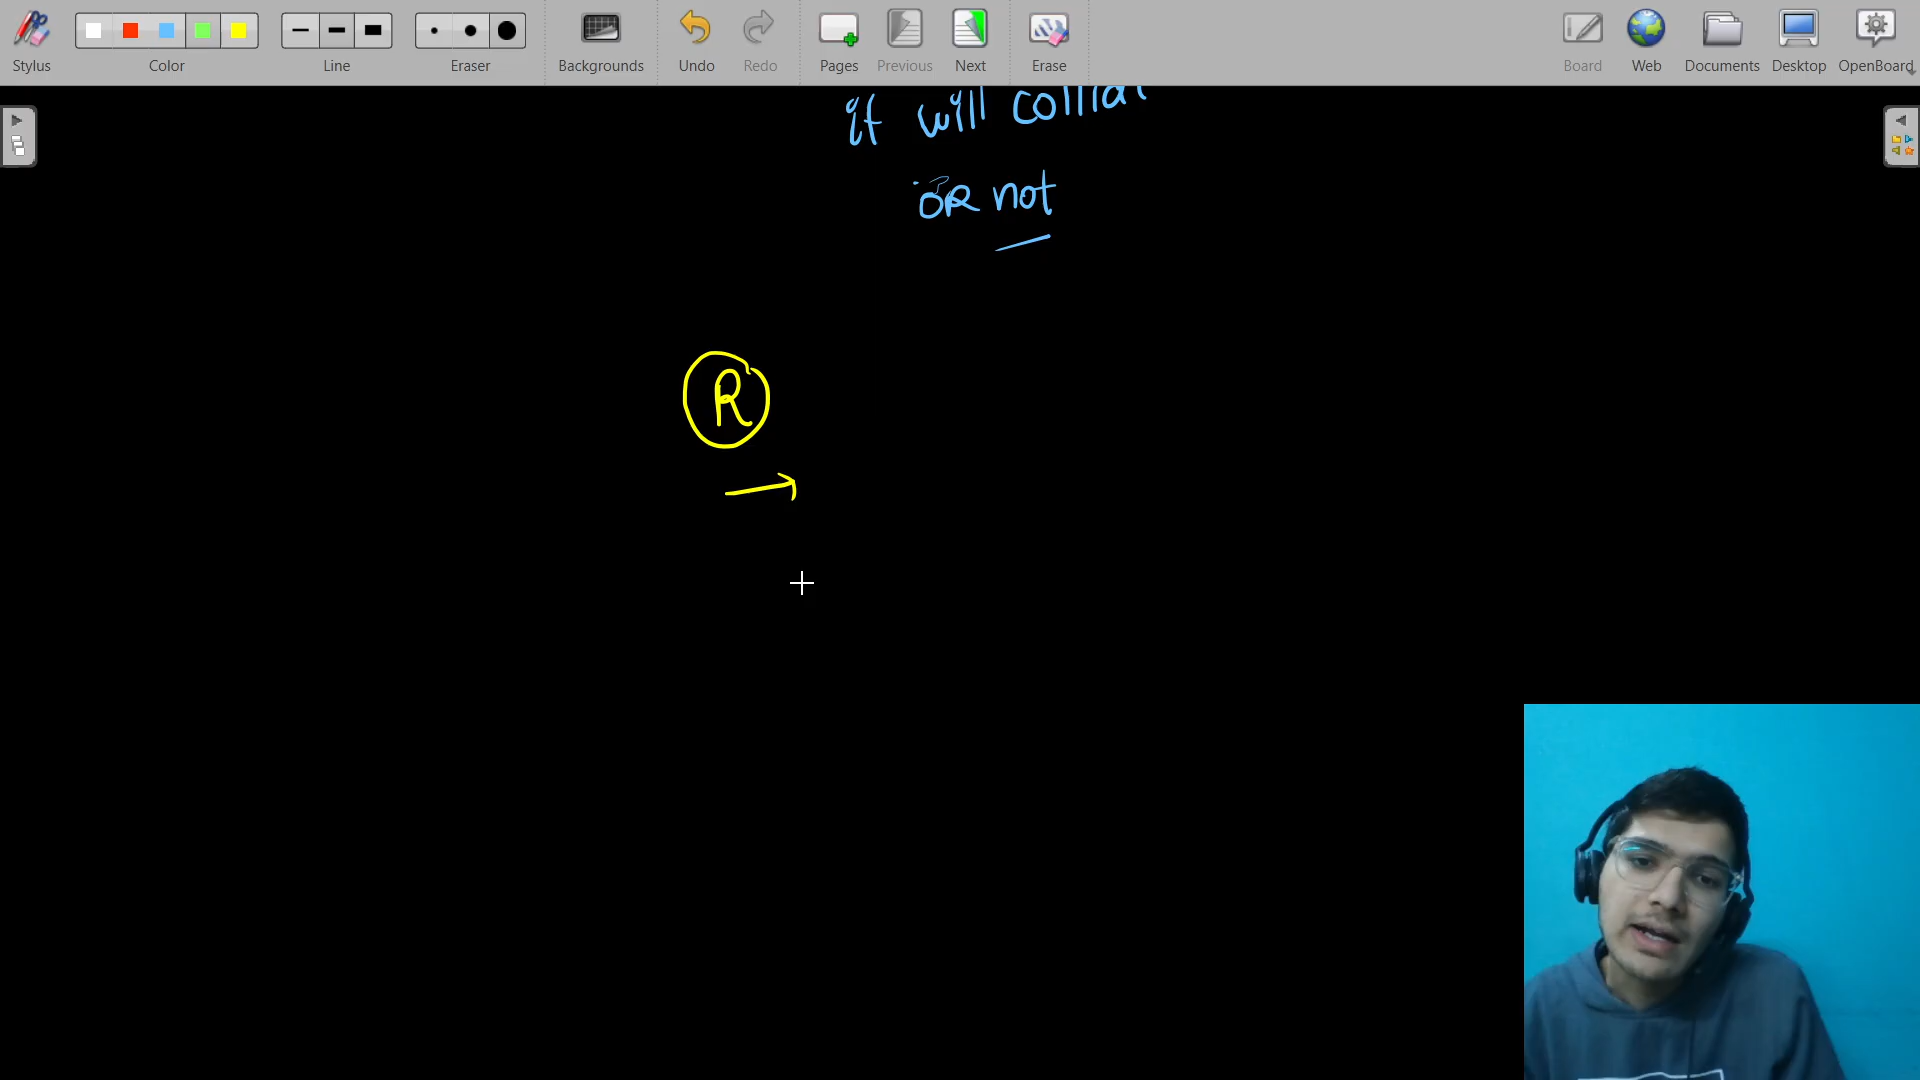 Stylus Color Line Eraser Backgrounds Undo Redo Pages Previous Next Erase Board Web Documents Desktop OpenBoard
if will
OR not
R